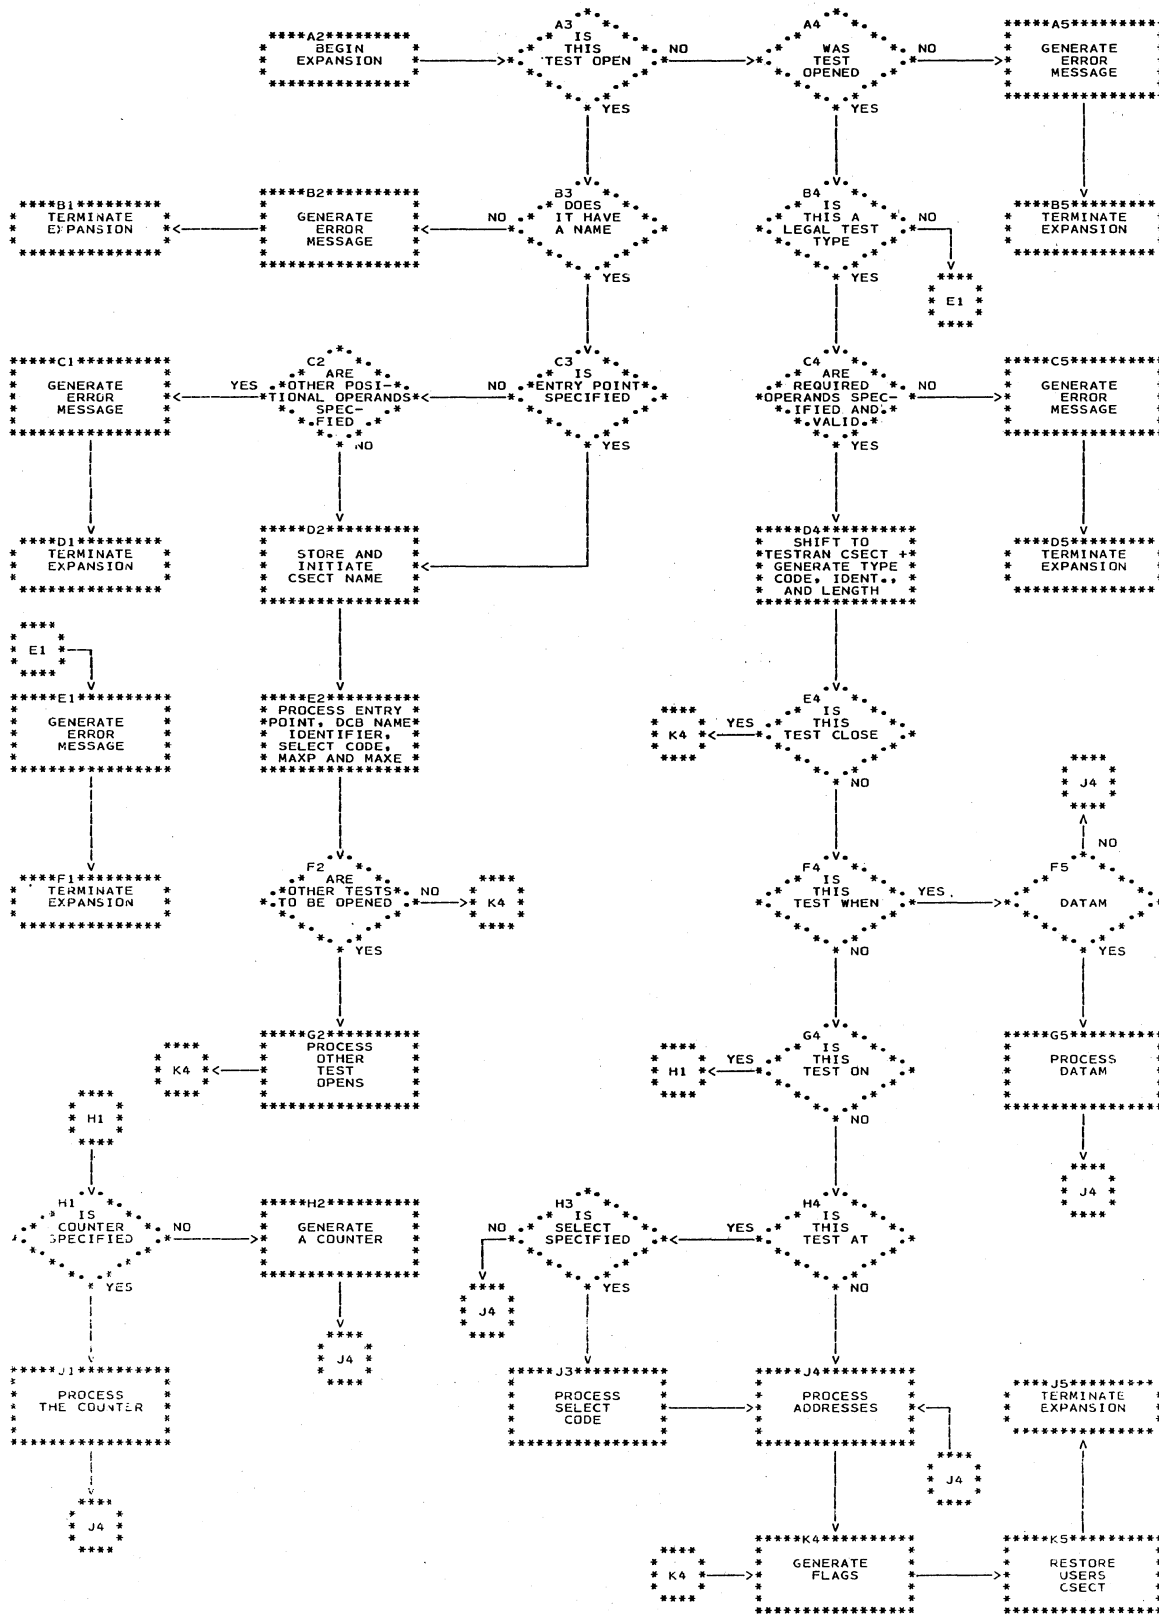 A2
BEGIN
EXPANSION
A3
IS
THIS
TEST OPEN
NO
YES
A4
WAS
TEST
OPENED
NO
YES
A5
GENERATE
ERROR
MESSAGE
B1
TERMINATE
EXPANSION
B2
GENERATE
ERROR
MESSAGE
NO
B3
DOES
IT HAVE
A NAME
YES
B4
IS
THIS A
LEGAL TEST
TYPE
NO
YES
E1
B5
TERMINATE
EXPANSION
C1
GENERATE
ERROR
MESSAGE
YES
C2
ARE
OTHER POSI-
TIONAL OPERANDS
SPEC-
FIED
NO
NO
C3
IS
ENTRY POINT
SPECIFIED
YES
C4
ARE
REQUIRED
OPERANDS SPEC-
IFIED AND
VALID
NO
YES
C5
GENERATE
ERROR
MESSAGE
D1
TERMINATE
EXPANSION
D2
STORE AND
INITIATE
CSECT NAME
D4
SHIFT TO
TESTRAN CSECT +
GENERATE TYPE
CODE, IDENT.,
AND LENGTH
D5
TERMINATE
EXPANSION
E1
E1
GENERATE
ERROR
MESSAGE
E2
PROCESS ENTRY
POINT, DCB NAME
IDENTIFIER,
SELECT CODE,
MAXP AND MAXE
K4
YES
E4
IS
THIS
TEST CLOSE
NO
J4
F1
TERMINATE
EXPANSION
F2
ARE
OTHER TESTS
TO BE OPENED
NO
K4
YES
F4
IS
THIS
TEST WHEN
YES
NO
NO
F5
DATAM
YES
K4
G2
PROCESS
OTHER
TEST
OPENS
H1
YES
G4
IS
THIS
TEST ON
NO
G5
PROCESS
DATAM
J4
H1
H1
IS
COUNTER
SPECIFIED
NO
YES
H2
GENERATE
A COUNTER
J4
NO
H3
IS
SELECT
SPECIFIED
YES
J4
YES
H4
IS
THIS
TEST AT
NO
J1
PROCESS
THE COUNTER
J4
J3
PROCESS
SELECT
CODE
J4
PROCESS
ADDRESSES
J4
J5
TERMINATE
EXPANSION
K4
K4
GENERATE
FLAGS
K5
RESTORE
USERS
CSECT